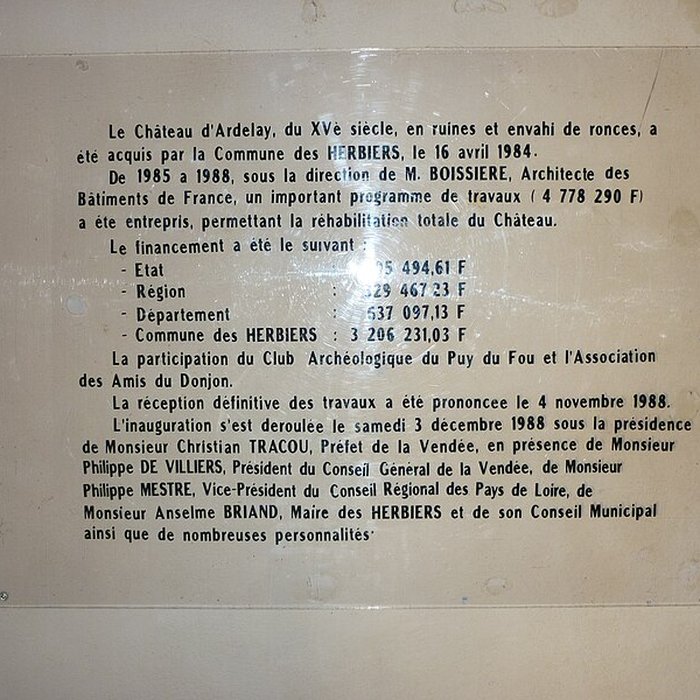 Le Château d'Ardelay, du XVè siècle, en ruines et envahi de ronces, a
été acquis par la Commune des HERBIERS, le 16 avril 1984.
De 1985 a 1988, sous la direction de M. BOISSIERE, Architecte des
Bâtiments de France, un important programme de travaux ( 4 778 290 F)
a éte entrepris, permettant la réhabilitation totale du Château.
Le financement a été le suivant :
- Etat : 494,61 F
- Région : 467 23 F
- Département : 637 097,13 F
- Commune des HERBIERS : 3 206 231,03 F
La participation du Club Archéologique du Puy du Fou et l'Association
des Amis du Donjon.
La réception définitive des travaux a été prononcee le 4 novembre 1988.
L'inauguration s'est deroulée le samedi 3 décembre 1988 sous la présidence
de Monsieur Christian TRACOU, Préfet de la Vendée, en présence de Monsieur
Philippe DE VILLIERS, Président du Conseil Général de la Vendée, de Monsieur
Philippe MESTRE, Vice-Président du Conseil Régional des Pays de Loire, de
Monsieur Anselme BRIAND, Maire des HERBIERS et de son Conseil Municipal
ainsi que de nombreuses personnalités.